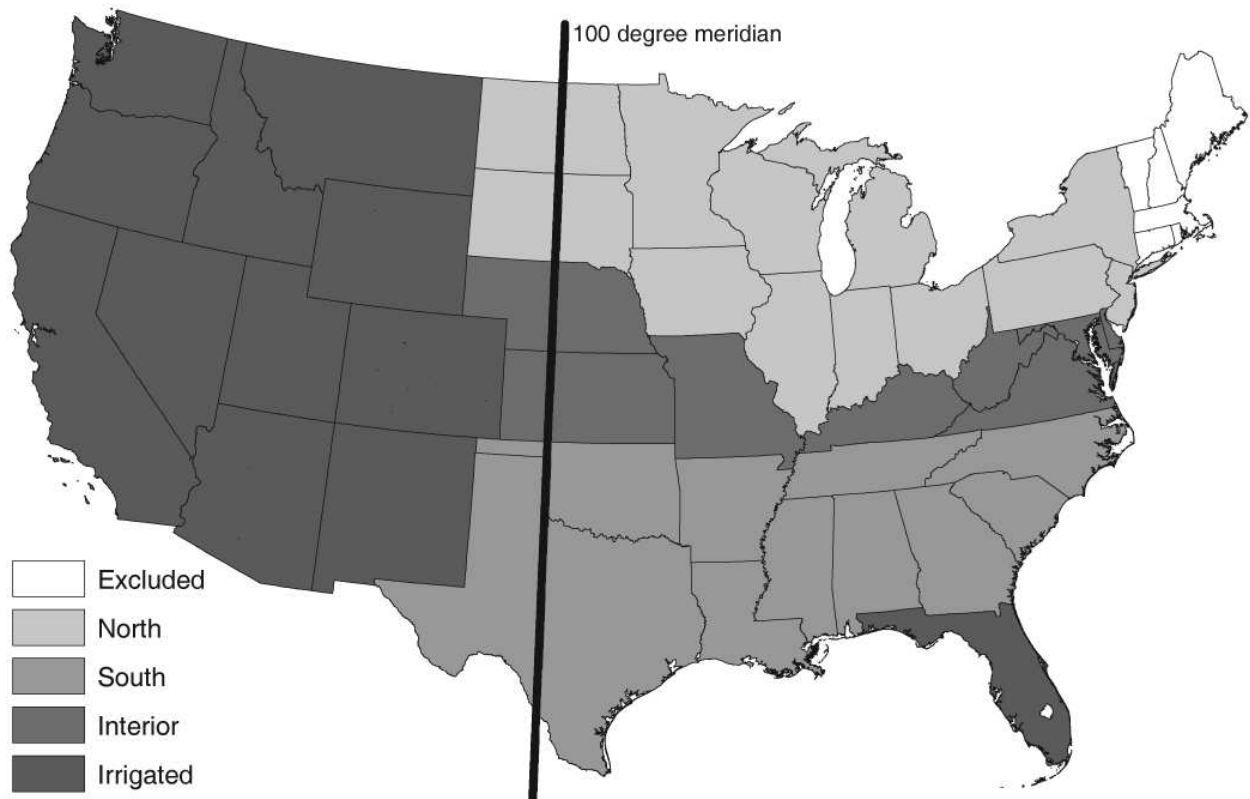 100 degree meridian
Excluded
North
South
Interior
Irrigated